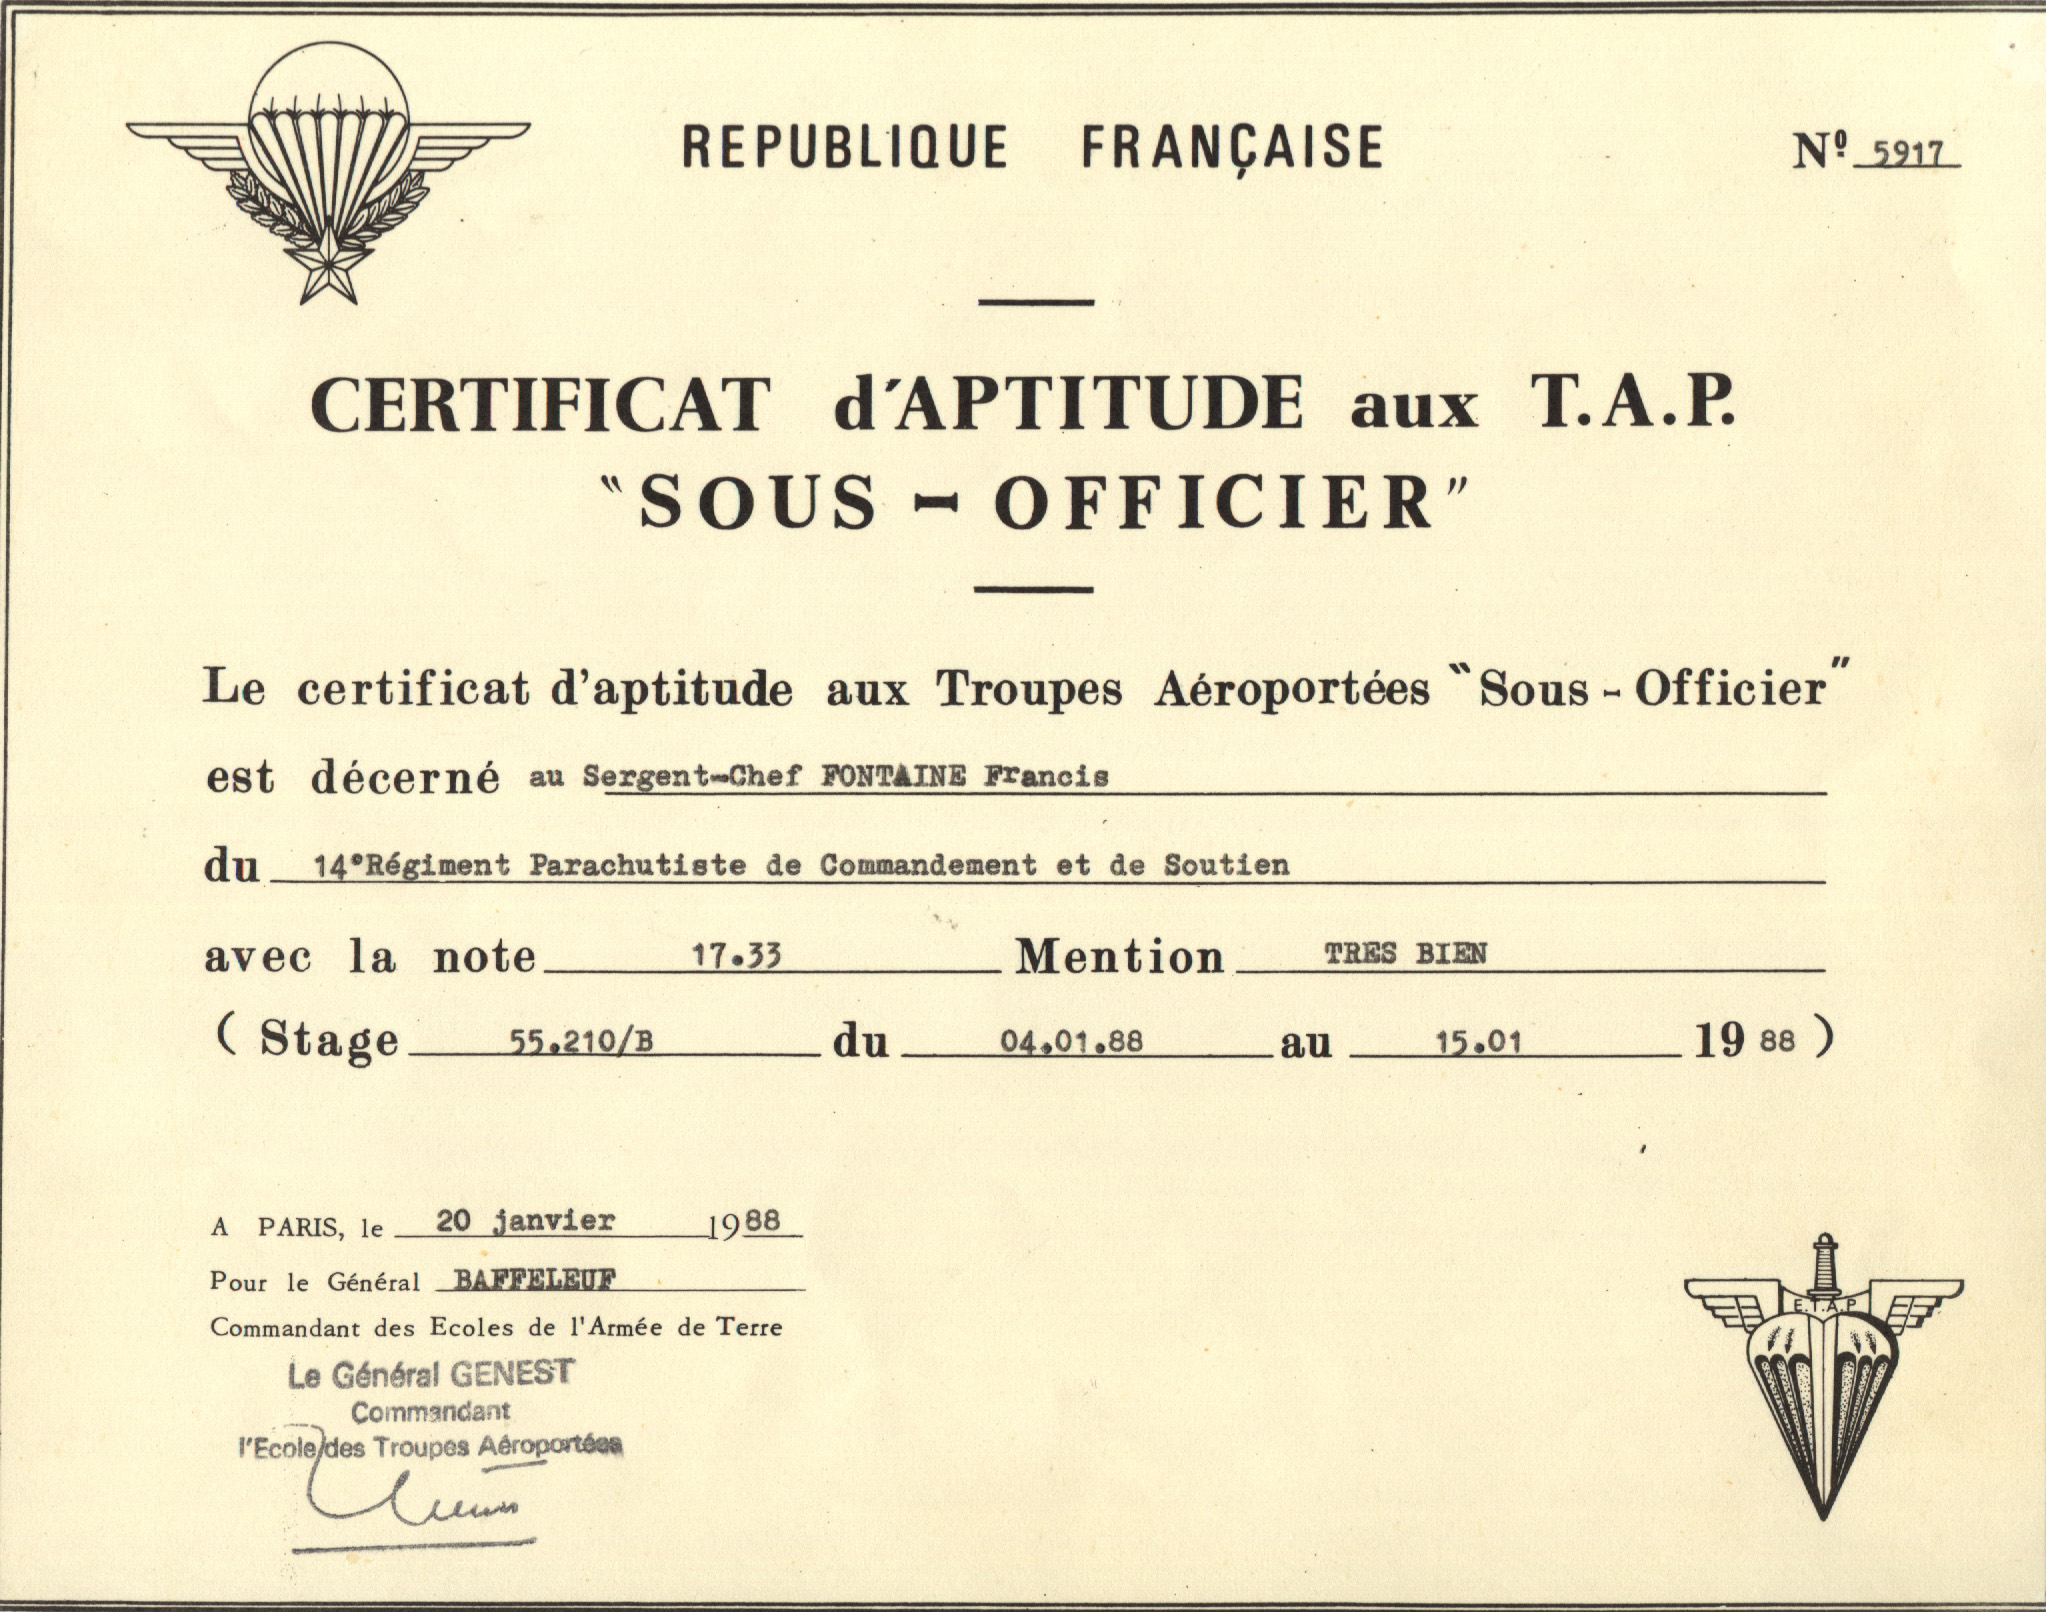 REPUBLIQUE FRANÇAISE
Nº 5917
CERTIFICAT d'APTITUDE aux T.A.P.
"SOUS - OFFICIER"
Le certificat d'aptitude aux Troupes Aéroportées "Sous - Officier"
est décerné au Sergent-Chef FONTAINE Francis
du 14°Régiment Parachutiste de Commandement et de Soutien
avec la note 17.33 Mention TRES BIEN
( Stage 55.210/B du 04.01.88 au 15.01 19 88 )
A PARIS, le 20 janvier 1988
Pour le Général BAFFELEUF
Commandant des Ecoles de l'Armée de Terre
Le Général GENEST
Commandant
l'Ecole des Troupes Aéroportées
E.T.A.P